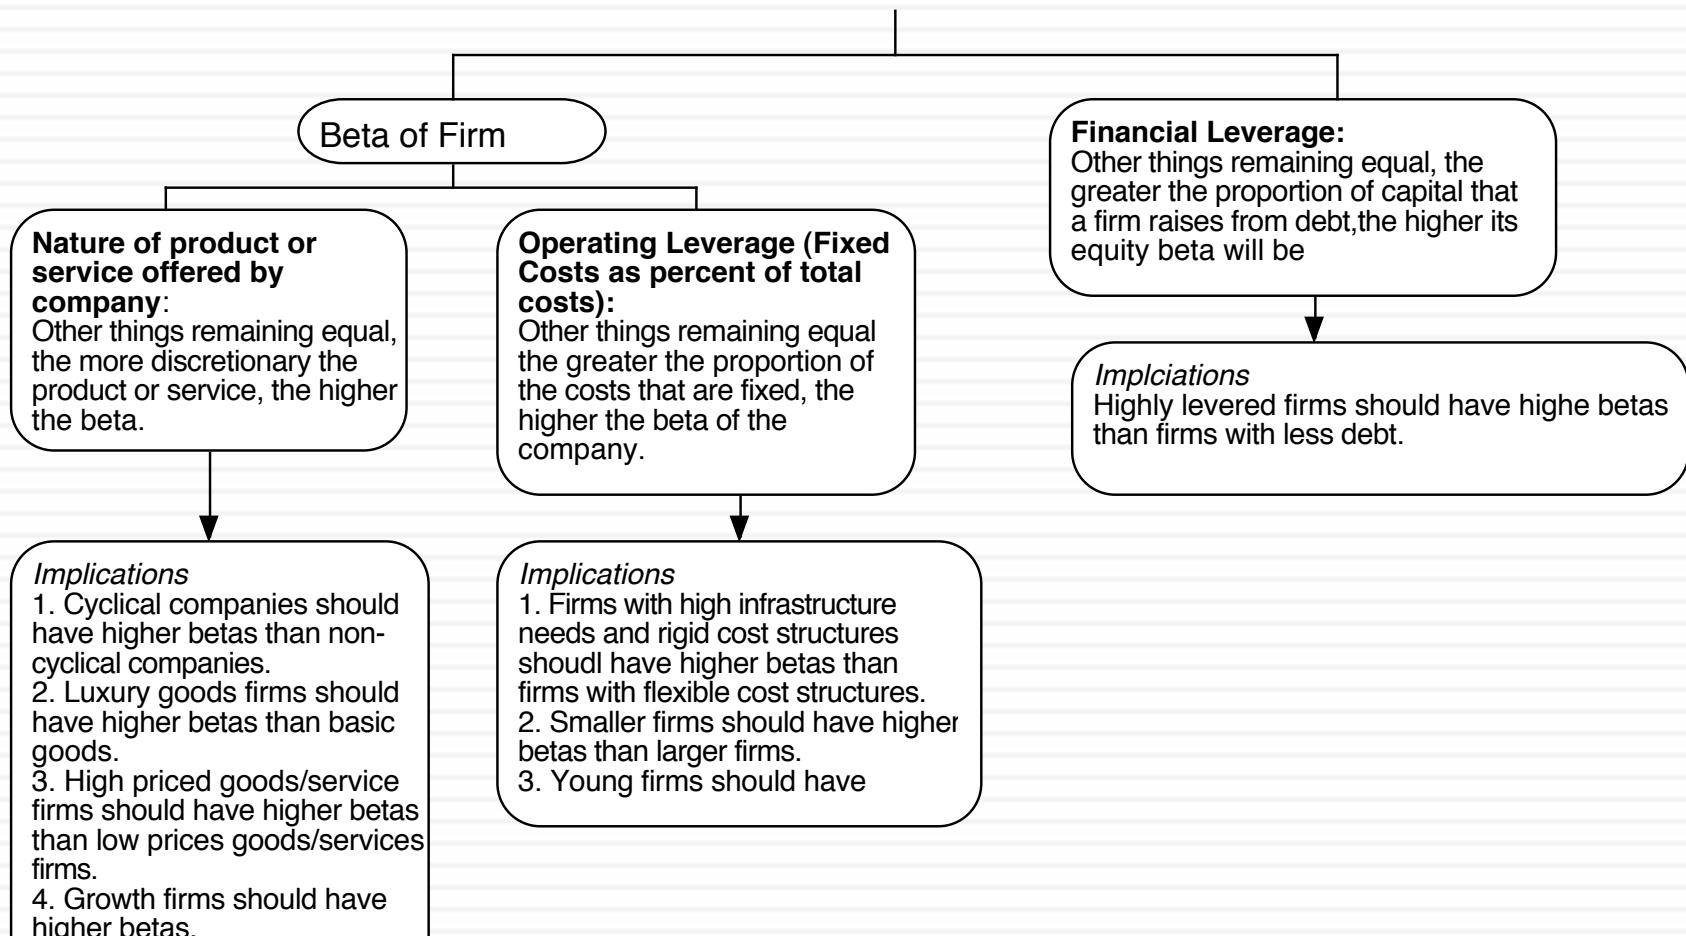 Beta of Firm
Financial Leverage:
Other things remaining equal, the
greater the proportion of capital that
a firm raises from debt,the higher its
equity beta will be
Nature of product or
service offered by
company:
Other things remaining equal,
the more discretionary the
product or service, the higher
the beta.
Operating Leverage (Fixed
Costs as percent of total
costs):
Other things remaining equal
the greater the proportion of
the costs that are fixed, the
higher the beta of the
company.
Implciations
Highly levered firms should have highe betas
than firms with less debt.
Implications
1. Cyclical companies should
have higher betas than non-
cyclical companies.
2. Luxury goods firms should
have higher betas than basic
goods.
3. High priced goods/service
firms should have higher betas
than low prices goods/services
firms.
4. Growth firms should have
higher betas.
Implications
1. Firms with high infrastructure
needs and rigid cost structures
shoudl have higher betas than
firms with flexible cost structures.
2. Smaller firms should have higher
betas than larger firms.
3. Young firms should have